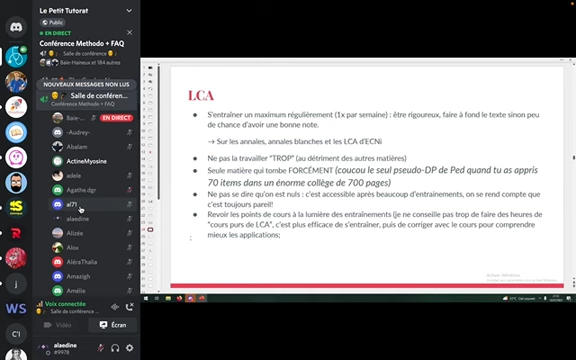 Le Petit Tutorat
Public
EN DIRECT
Conférence Methodo + FAQ
Salle de conférence
Bain-Haineux et 184 autres
NOUVEAUX MESSAGES NON LUS
Salle de conféren...
Conférence Methodo + FAQ
Baie-...
EN DIRECT
-Audrey-
Abalam
ActineMyosine
adele
Agathe.dgr
al71
alaedine
Alizée
Alox
AléraThalia
Amazigh
Amélie
Voix connectée
Salle de conférence
Vidéo
Écran
alaedine
#9978
WS
C'I
LCA
S'entraîner un maximum régulièrement (1x par semaine) : être rigoureux, faire à fond le texte sinon peu
de chance d'avoir une bonne note.
→ Sur les annales, annales blanches et les LCA d'ECNi
Ne pas la travailler "TROP" (au détriment des autres matières)
Seule matière qui tombe FORCÉMENT (coucou le seul pseudo-DP de Ped quand tu as appris
70 items dans un énorme collège de 700 pages)
Ne pas se dire qu'on est nuls : c'est accessible après beaucoup d'entrainements, on se rend compte que
c'est toujours pareil!
Revoir les points de cours à la lumière des entraînements (je ne conseille pas trop de faire des heures de
"cours purs de LCA", c'est plus efficace de s'entraîner, puis de corriger avec le cours pour comprendre
mieux les applications;